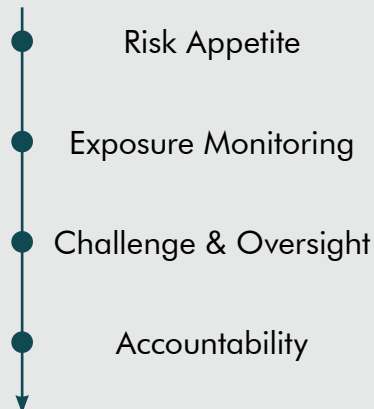 Risk Appetite
Exposure Monitoring
Challenge & Oversight
Accountability